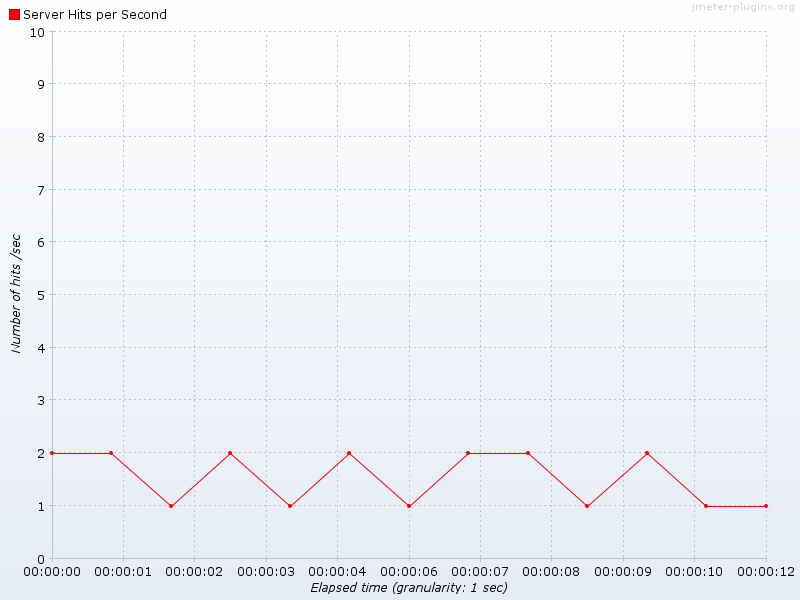 jmeter-plugins.org
Server Hits per Second
10
9
8
7
6
5
4
3
2
1
0
Number of hits /sec
00:00:00 00:00:01 00:00:02 00:00:03 00:00:04 00:00:06 00:00:07 00:00:08 00:00:09 00:00:10 00:00:12
Elapsed time (granularity: 1 sec)